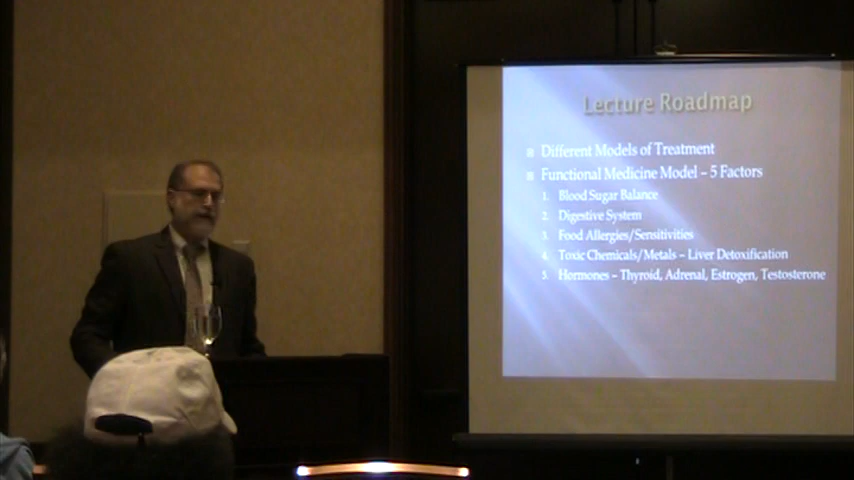 Lecture Roadmap
Different Models of Treatment
Functional Medicine Model – 5 Factors
1. Blood Sugar Balance
2. Digestive System
3. Food Allergies/Sensitivities
4. Toxic Chemicals/Metals – Liver Detoxification
5. Hormones – Thyroid, Adrenal, Estrogen, Testosterone